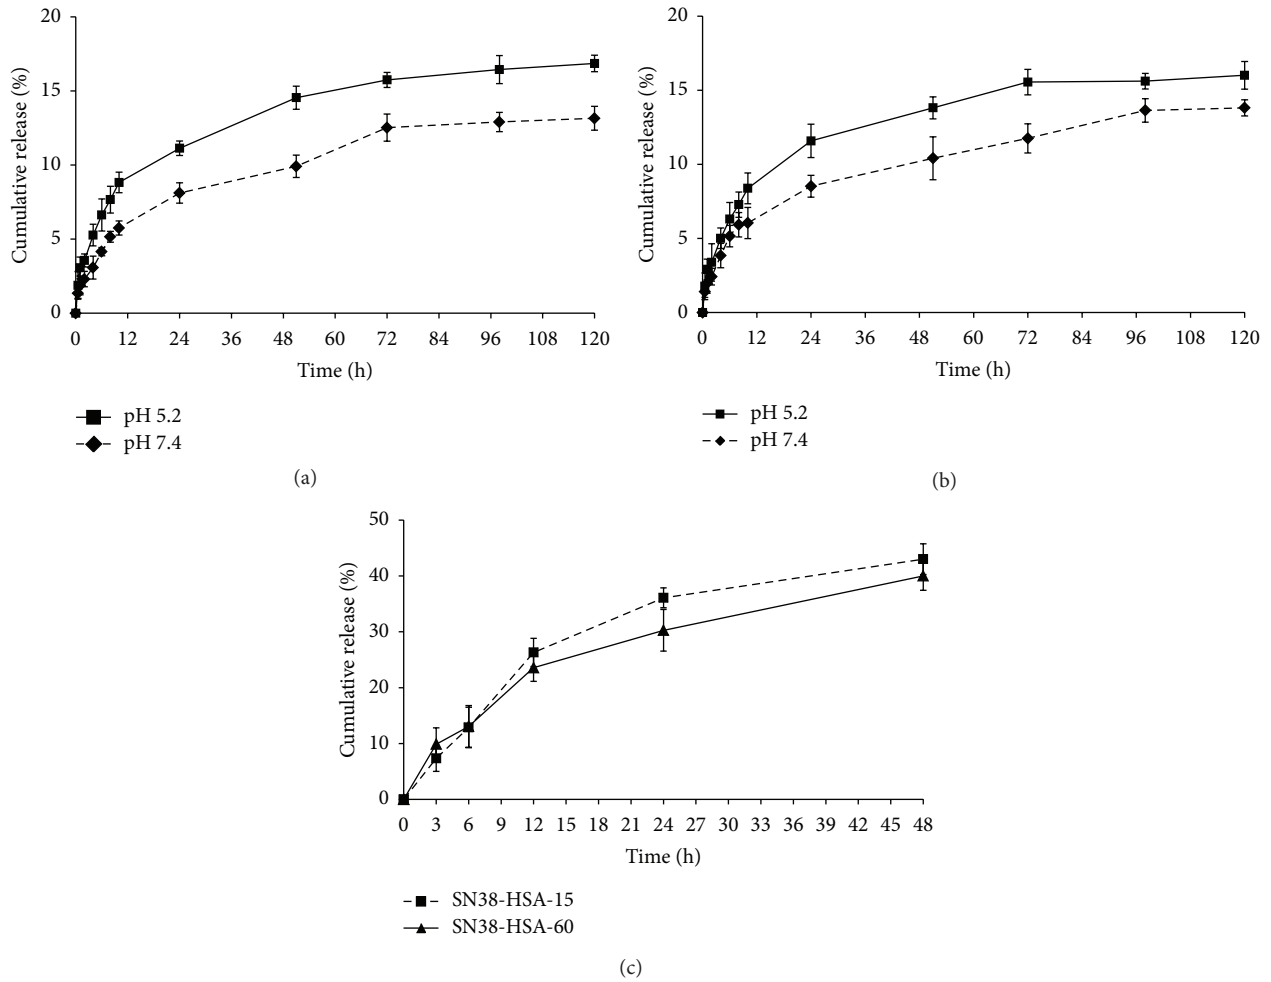 20
15
10
5
0
Cumulative release (%)
0 12 24 36 48 60 72 84 96 108 120
Time (h)
pH 5.2
pH 7.4
(a)
20
15
10
5
0
Cumulative release (%)
0 12 24 36 48 60 72 84 96 108 120
Time (h)
pH 5.2
pH 7.4
(b)
50
40
30
20
10
0
Cumulative release (%)
0 3 6 9 12 15 18 21 24 27 30 33 36 39 42 45 48
Time (h)
SN38-HSA-15
SN38-HSA-60
(c)